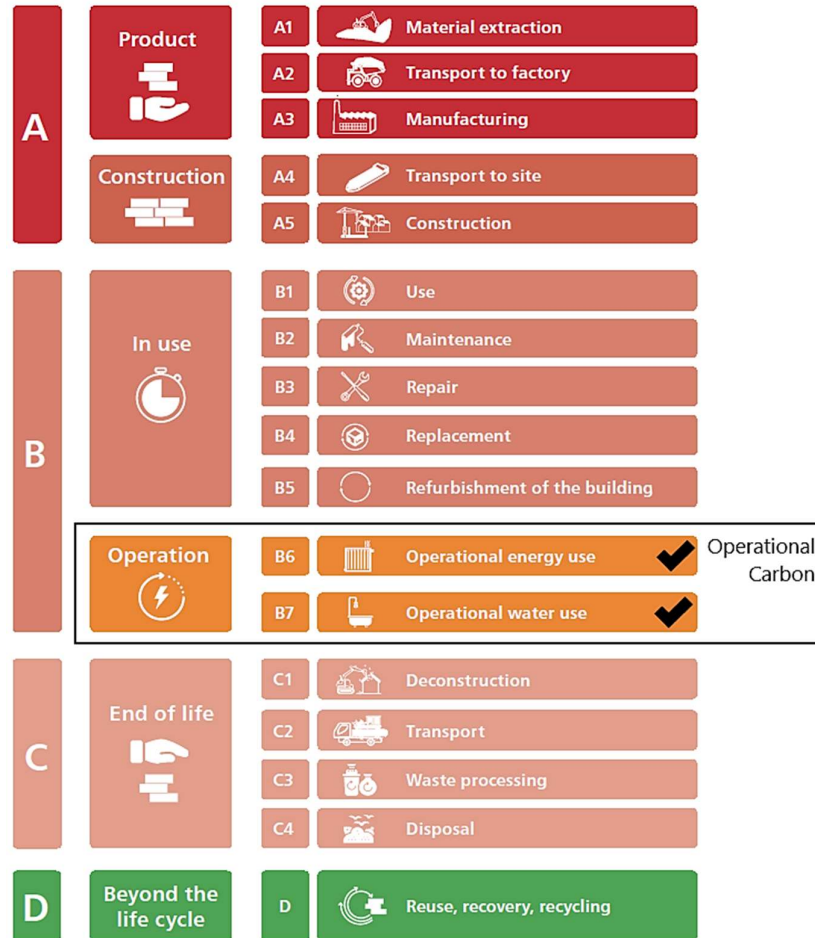 A
Product
A1 Material extraction
A2 Transport to factory
A3 Manufacturing
Construction
A4 Transport to site
A5 Construction
B
In use
B1 Use
B2 Maintenance
B3 Repair
B4 Replacement
B5 Refurbishment of the building
Operation
B6 Operational energy use
B7 Operational water use
Operational
Carbon
C
End of life
C1 Deconstruction
C2 Transport
C3 Waste processing
C4 Disposal
D
Beyond the
life cycle
D Reuse, recovery, recycling